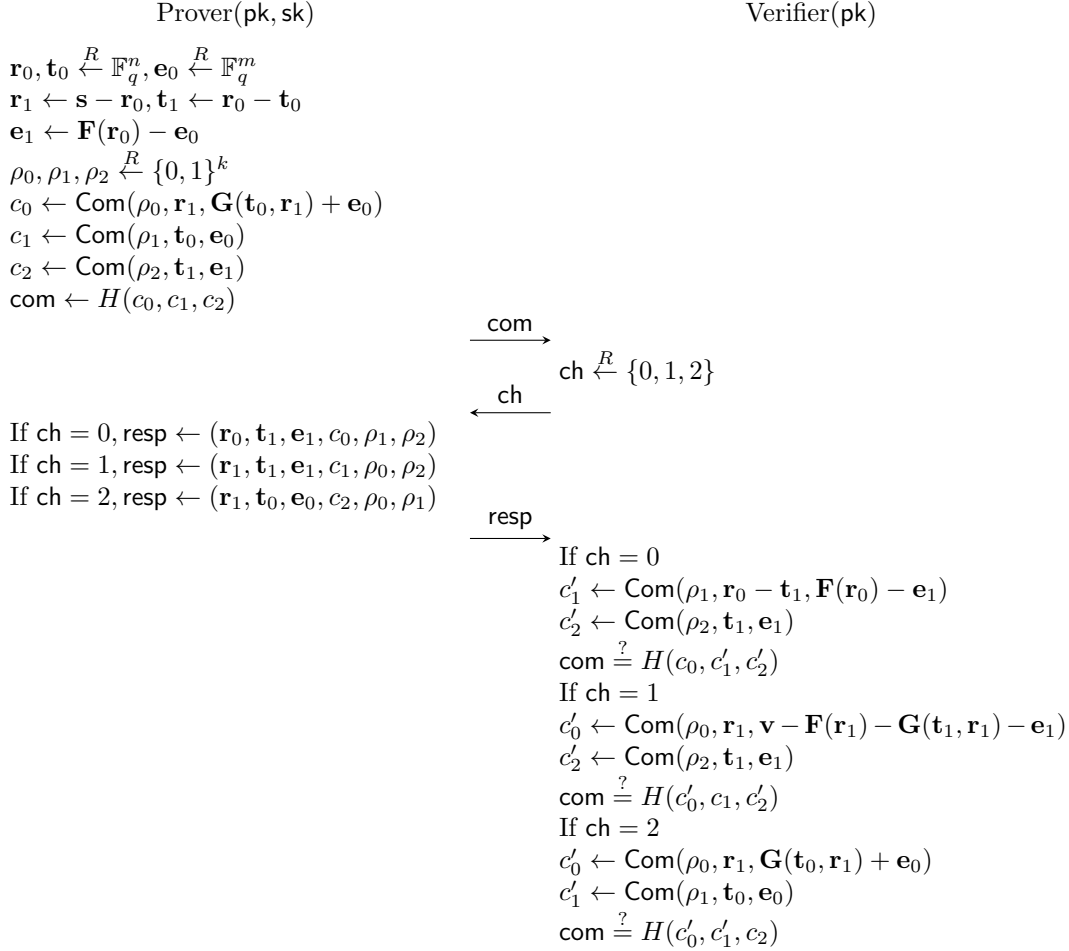 Prover(pk, sk)
Verifier(pk)
r₀, t₀ ←ᴿ 𝔽_q^n, e₀ ←ᴿ 𝔽_q^m
r₁ ← s − r₀, t₁ ← r₀ − t₀
e₁ ← F(r₀) − e₀
ρ₀, ρ₁, ρ₂ ←ᴿ {0, 1}^k
c₀ ← Com(ρ₀, r₁, G(t₀, r₁) + e₀)
c₁ ← Com(ρ₁, t₀, e₀)
c₂ ← Com(ρ₂, t₁, e₁)
com ← H(c₀, c₁, c₂)
com
ch ←ᴿ {0, 1, 2}
ch
If ch = 0, resp ← (r₀, t₁, e₁, c₀, ρ₁, ρ₂)
If ch = 1, resp ← (r₁, t₁, e₁, c₁, ρ₀, ρ₂)
If ch = 2, resp ← (r₁, t₀, e₀, c₂, ρ₀, ρ₁)
resp
If ch = 0
c′₁ ← Com(ρ₁, r₀ − t₁, F(r₀) − e₁)
c′₂ ← Com(ρ₂, t₁, e₁)
com ≟ H(c₀, c′₁, c′₂)
If ch = 1
c′₀ ← Com(ρ₀, r₁, v − F(r₁) − G(t₁, r₁) − e₁)
c′₂ ← Com(ρ₂, t₁, e₁)
com ≟ H(c′₀, c₁, c′₂)
If ch = 2
c′₀ ← Com(ρ₀, r₁, G(t₀, r₁) + e₀)
c′₁ ← Com(ρ₁, t₀, e₀)
com ≟ H(c′₀, c′₁, c₂)